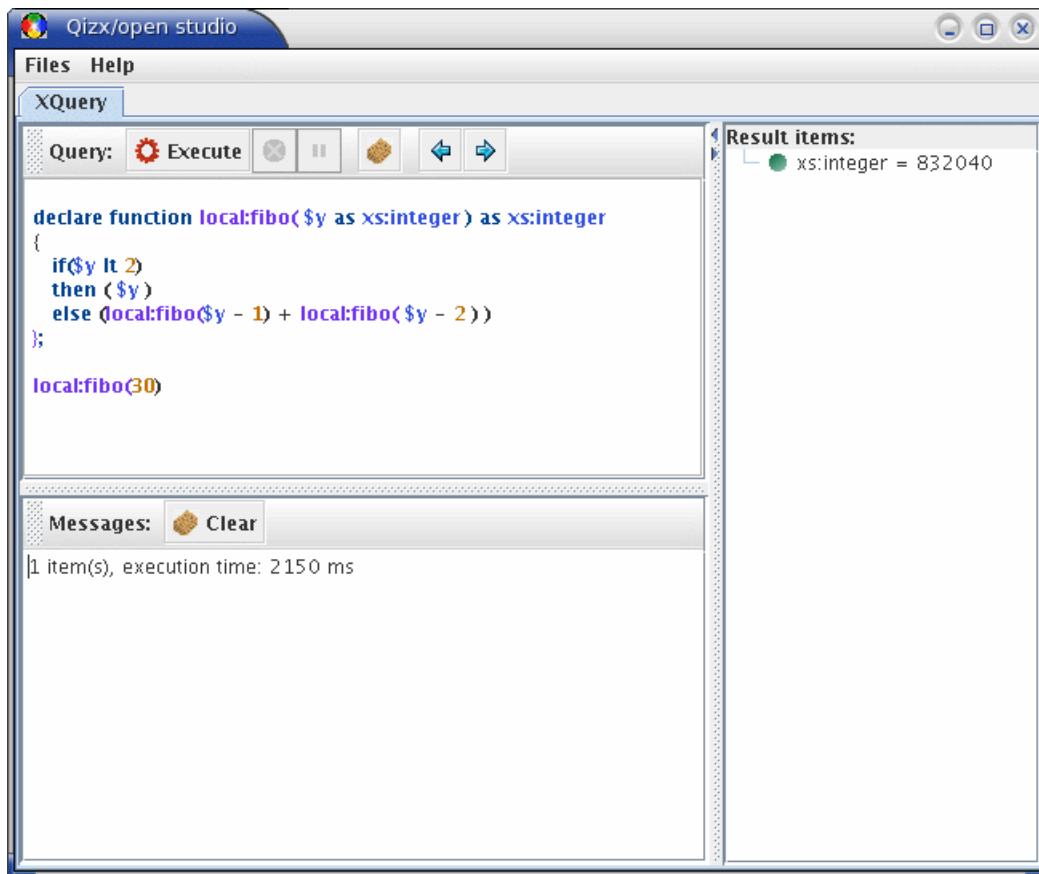 Qizx/open studio
Files Help
XQuery
Query: Execute
declare function local:fibo( $y as xs:integer ) as xs:integer
{
if($y lt 2)
then ( $y )
else (local:fibo($y - 1) + local:fibo( $y - 2 ) )
};
local:fibo(30)
Messages: Clear
1 item(s), execution time: 2150 ms
Result items:
xs:integer = 832040